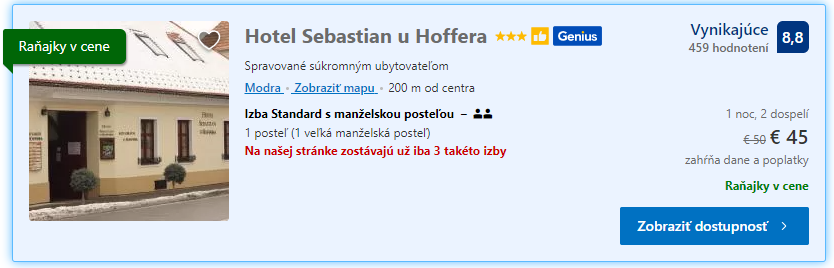 Raňajky v cene
Hotel Sebastian u Hoffera
Genius
Spravované súkromným ubytovateľom
Modra
Zobraziť mapu
200 m od centra
Izba Standard s manželskou posteľou –
1 posteľ (1 veľká manželská posteľ)
Na našej stránke zostávajú už iba 3 takéto izby
Vynikajúce
459 hodnotení
8,8
1 noc, 2 dospelí
€ 50 € 45
zahŕňa dane a poplatky
Raňajky v cene
Zobraziť dostupnosť